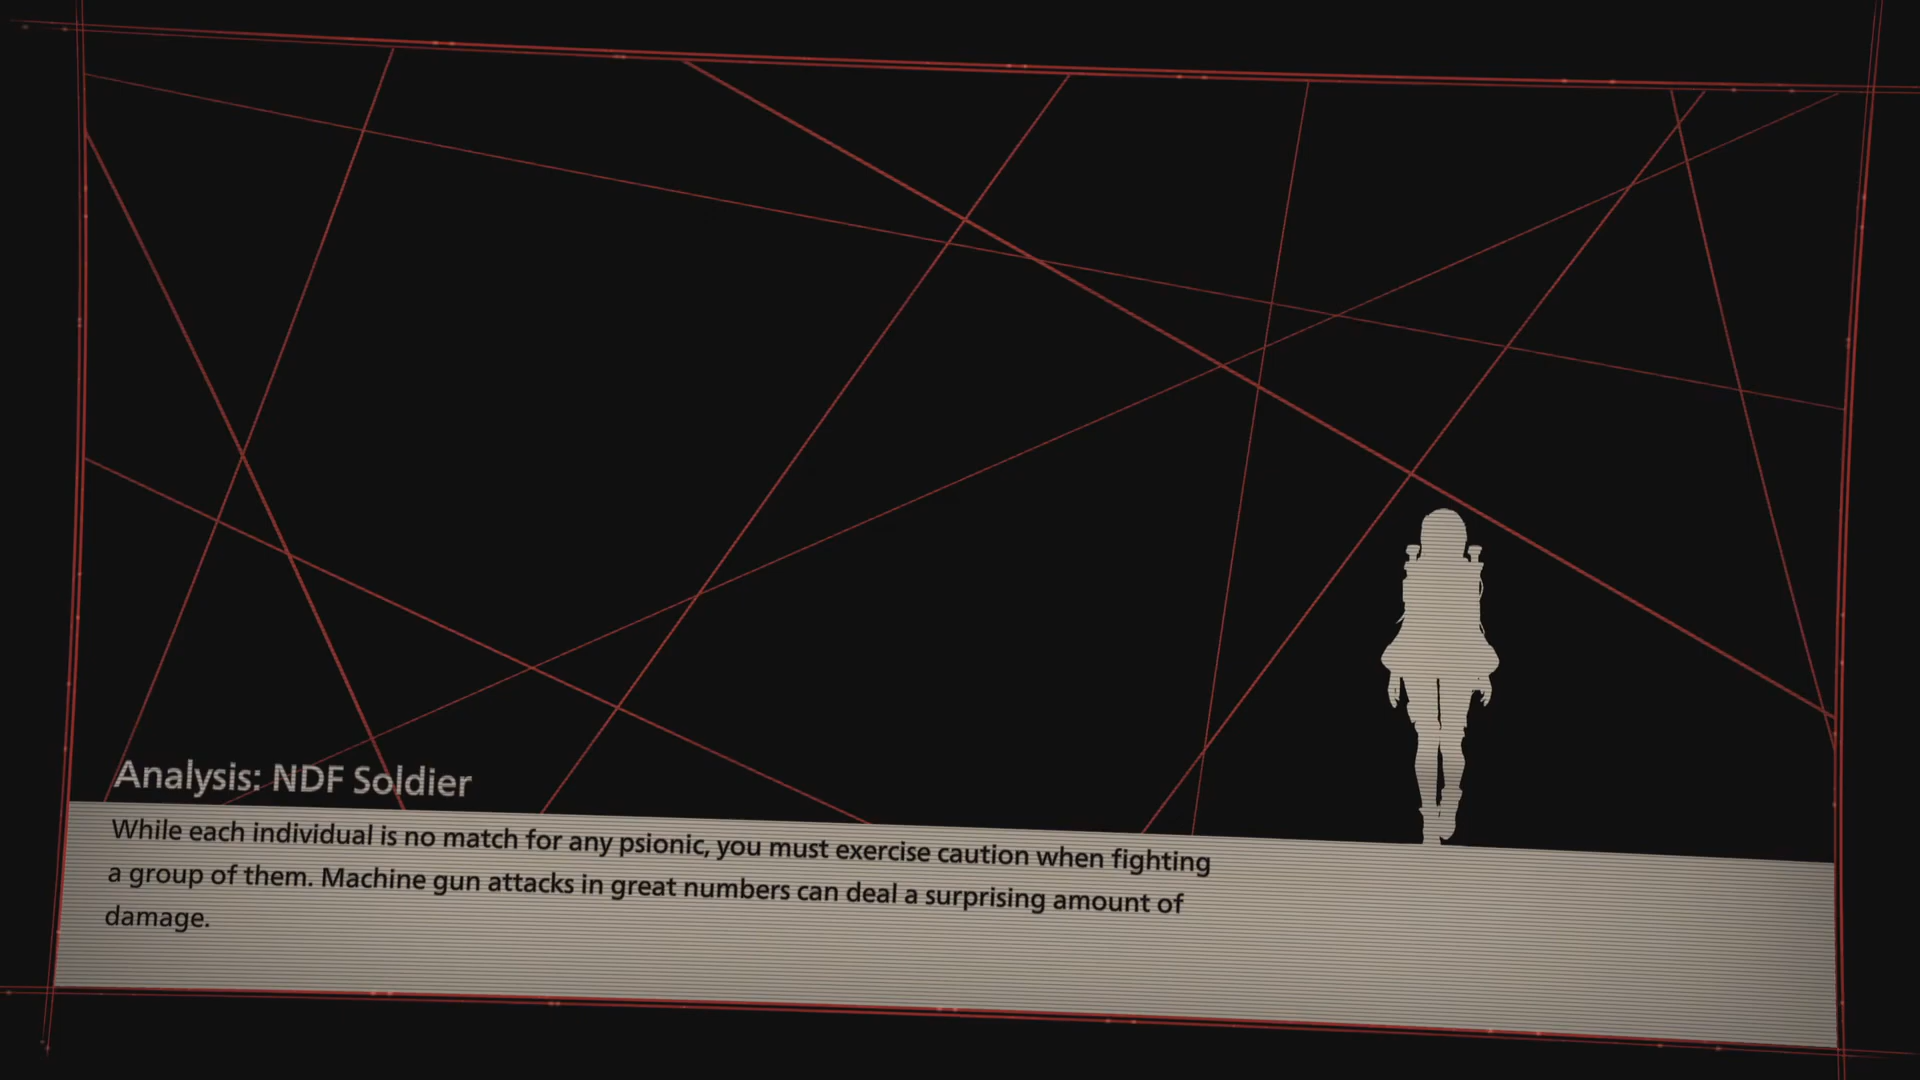 Analysis: NDF Soldier
While each individual is no match for any psionic, you must exercise caution when fighting
a group of them. Machine gun attacks in great numbers can deal a surprising amount of
damage.